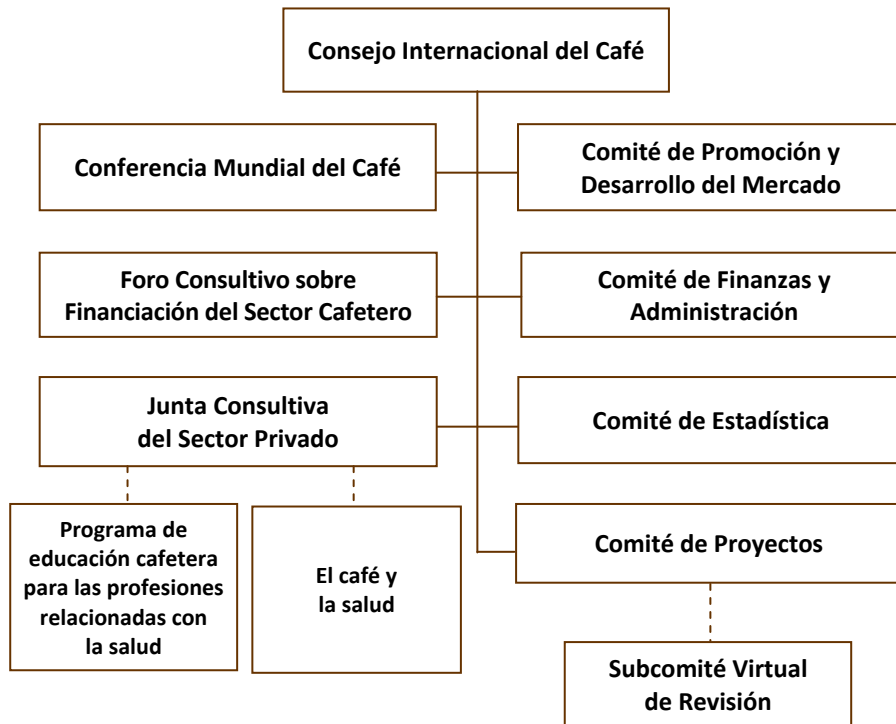 Consejo Internacional del Café
Conferencia Mundial del Café
Comité de Promoción y
Desarrollo del Mercado
Foro Consultivo sobre
Financiación del Sector Cafetero
Comité de Finanzas y
Administración
Junta Consultiva
del Sector Privado
Comité de Estadística
Programa de
educación cafetera
para las profesiones
relacionadas con
la salud
El café y
la salud
Comité de Proyectos
Subcomité Virtual
de Revisión